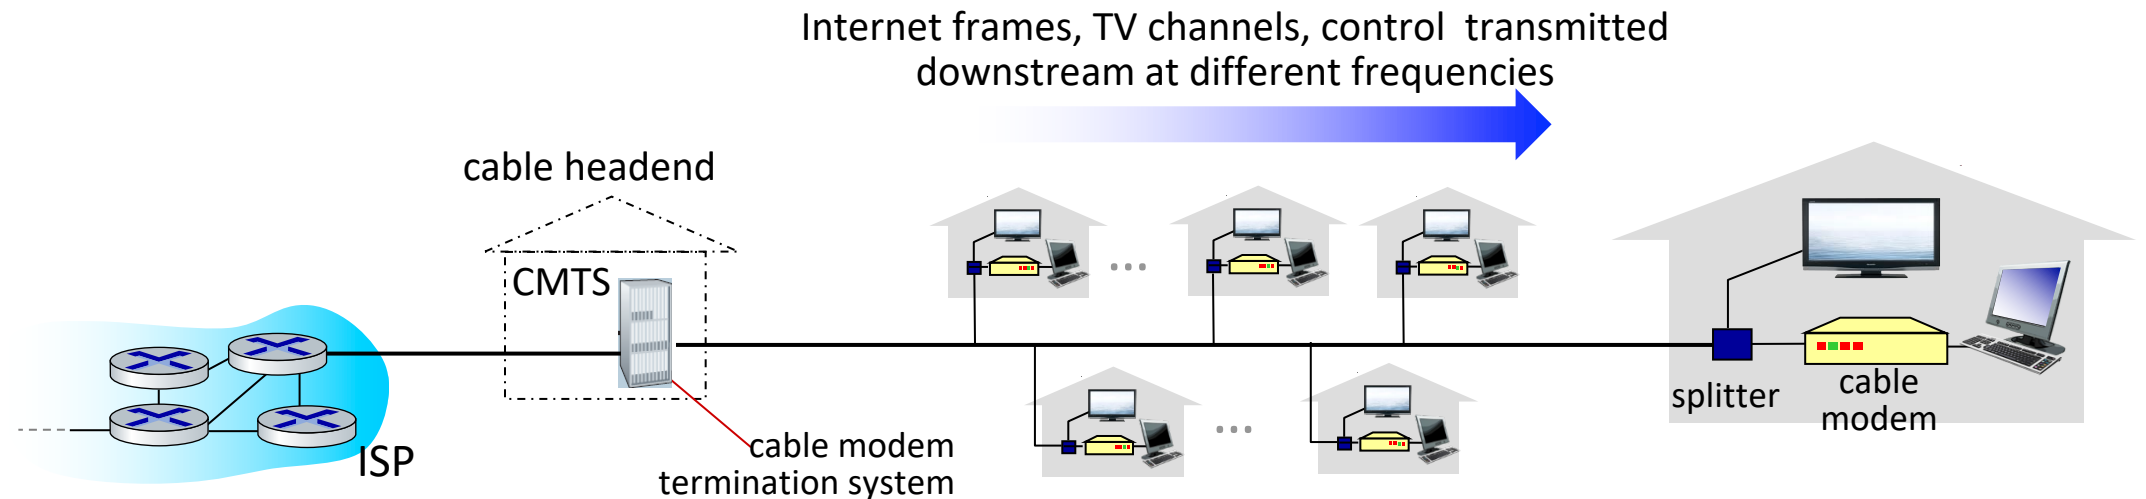 Internet frames, TV channels, control transmitted
downstream at different frequencies
cable headend
CMTS
ISP
cable modem
termination system
splitter
cable
modem